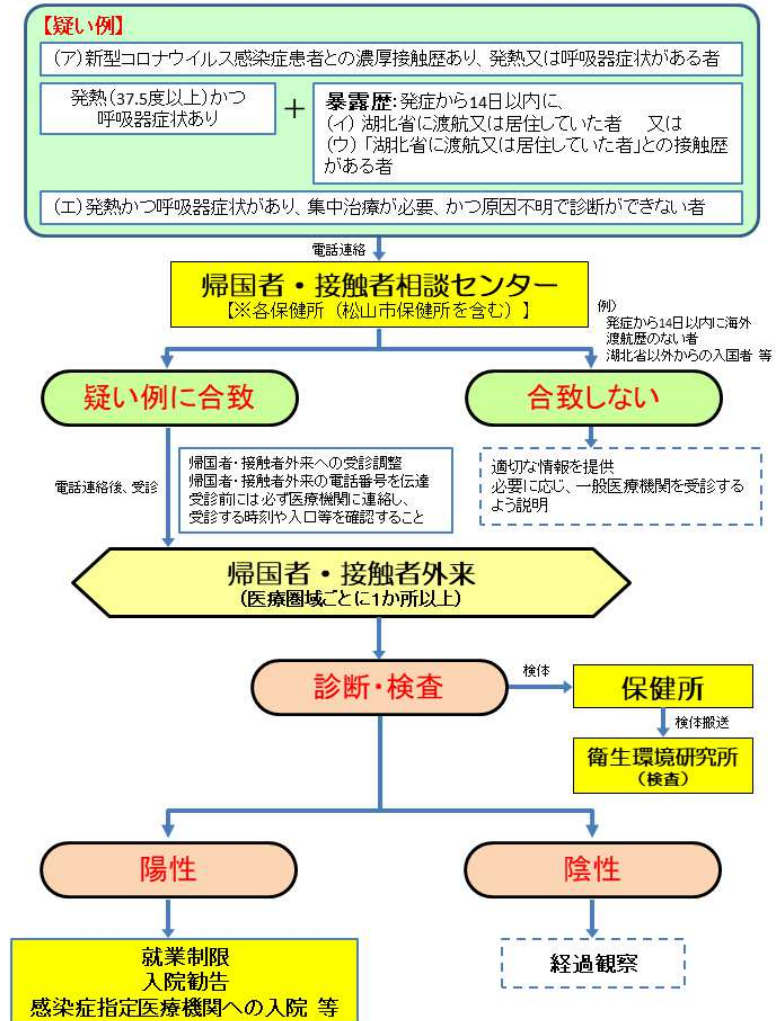 【疑い例】
(ア)新型コロナウイルス感染症患者との濃厚接触歴あり、発熱又は呼吸器症状がある者
発熱(37.5度以上)かつ
呼吸器症状あり
＋
暴露歴:発症から14日以内に、
(イ) 湖北省に渡航又は居住していた者 又は
(ウ)「湖北省に渡航又は居住していた者」との接触歴
がある者
(エ)発熱かつ呼吸器症状があり、集中治療が必要、かつ原因不明で診断ができない者
電話連絡
帰国者・接触者相談センター
【※各保健所（松山市保健所を含む）】
例)
発症から14日以内に海外
渡航歴のない者
湖北省以外からの入国者 等
疑い例に合致
合致しない
電話連絡後、受診
帰国者・接触者外来への受診調整
帰国者・接触者外来の電話番号を伝達
受診前には必ず医療機関に連絡し、
受診する時刻や入口等を確認すること
適切な情報を提供
必要に応じ、一般医療機関を受診する
よう説明
帰国者・接触者外来
(医療圏域ごとに1か所以上)
診断・検査
検体
保健所
検体搬送
衛生環境研究所
(検査)
陽性
陰性
就業制限
入院勧告
感染症指定医療機関への入院 等
経過観察